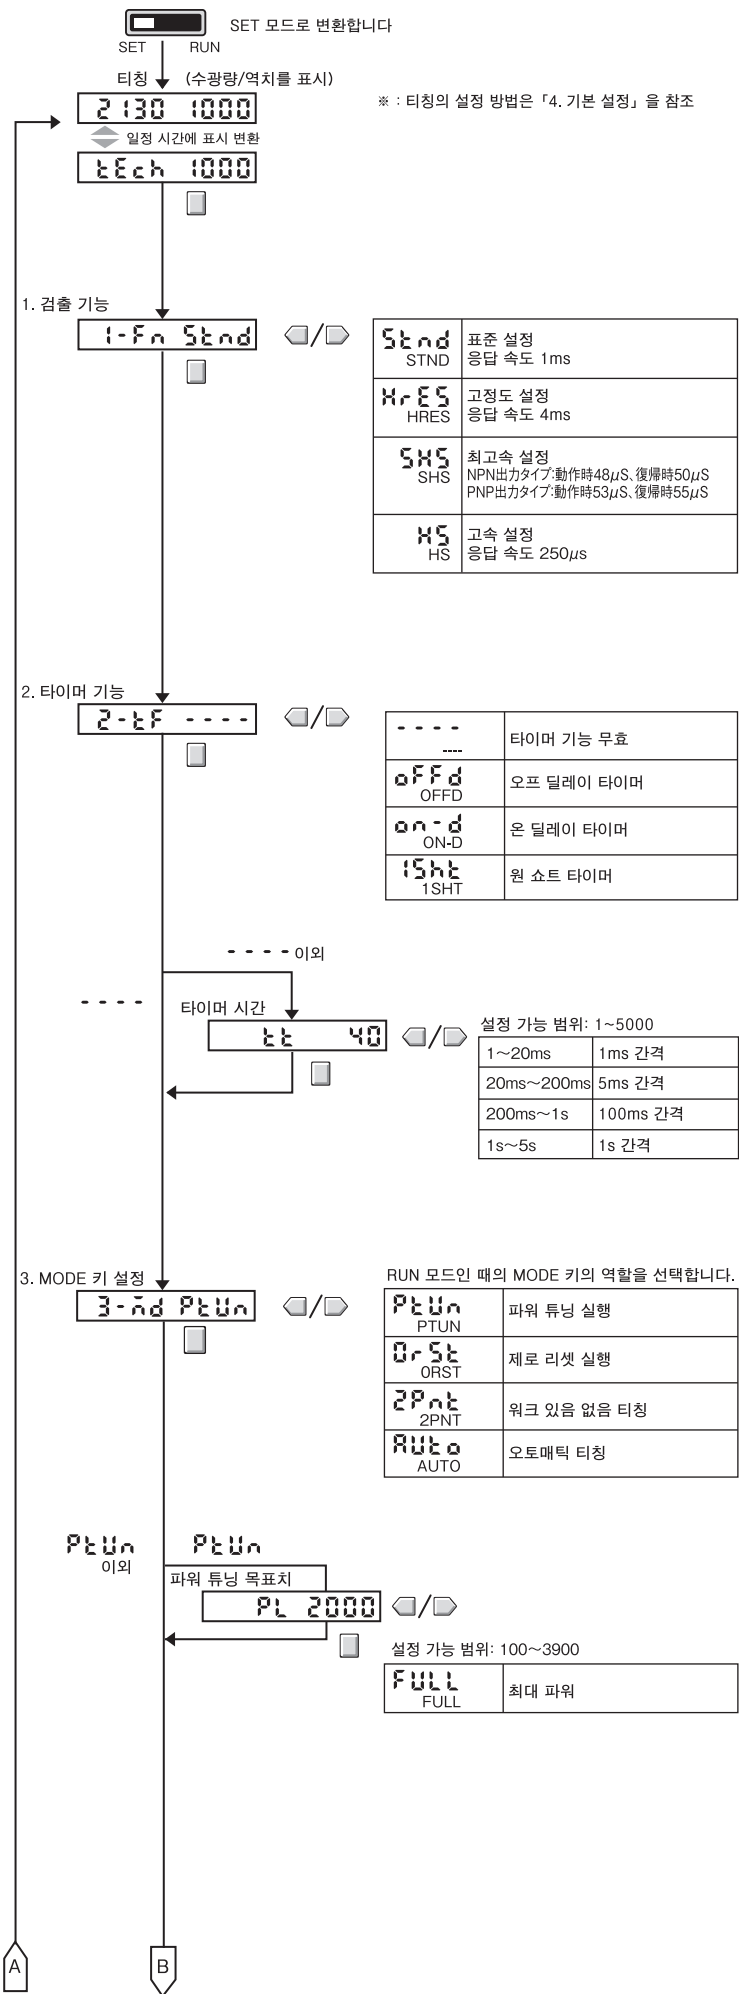 SET 모드로 변환합니다
SET RUN
티칭 (수광량/역치를 표시)
2130 1000
※ : 티칭의 설정 방법은「4. 기본 설정」을 참조
일정 시간에 표시 변환
tEch 1000
1. 검출 기능
1-Fn Stnd
Stnd 표준 설정
STND 응답 속도 1ms
HrES 고정도 설정
HRES 응답 속도 4ms
SHS 최고속 설정
SHS NPN出力タイプ:動作時48μS、復帰時50μS
PNP出力タイプ:動作時53μS、復帰時55μS
HS 고속 설정
HS 응답 속도 250μs
2. 타이머 기능
2-tF ----
---- 타이머 기능 무효
----
oFFd 오프 딜레이 타이머
OFFD
on-d 온 딜레이 타이머
ON-D
1Sht 원 쇼트 타이머
1SHT
---- 이외
----
타이머 시간
tt 40
설정 가능 범위: 1~5000
1~20ms 1ms 간격
20ms~200ms 5ms 간격
200ms~1s 100ms 간격
1s~5s 1s 간격
3. MODE 키 설정
RUN 모드인 때의 MODE 키의 역할을 선택합니다.
3-md PtUn
PtUn 파워 튜닝 실행
PTUN
0rSt 제로 리셋 실행
0RST
2Pnt 워크 있음 없음 티칭
2PNT
AUto 오토매틱 티칭
AUTO
PtUn PtUn
이외
파워 튜닝 목표치
PL 2000
설정 가능 범위: 100~3900
FULL 최대 파워
FULL
A B